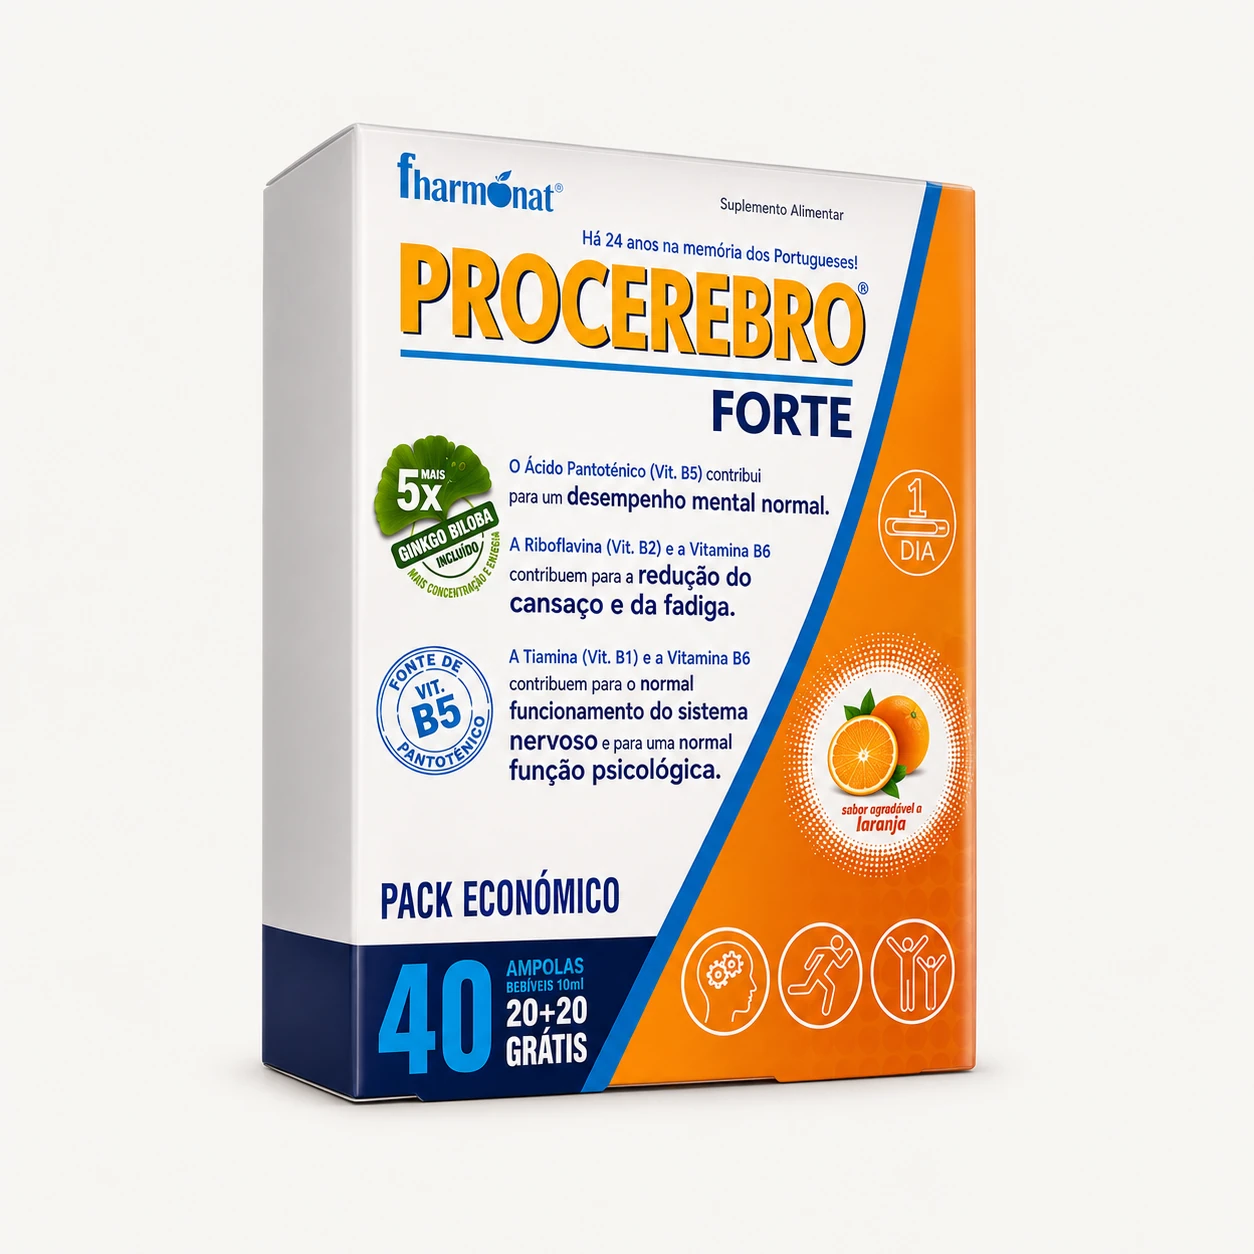 fharmonat®
Suplemento Alimentar
Há 24 anos na memória dos Portugueses!
PROCEREBRO®
FORTE
5x MAIS
GINKGO BILOBA
INCLUÍDO
MAIS CONCENTRAÇÃO E ENERGIA
O Ácido Pantoténico (Vit. B5) contribui
para um desempenho mental normal.
A Riboflavina (Vit. B2) e a Vitamina B6
contribuem para a redução do
cansaço e da fadiga.
1
DIA
FONTE DE
VIT.
B5
PANTOTÉNICO
A Tiamina (Vit. B1) e a Vitamina B6
contribuem para o normal
funcionamento do sistema
nervoso e para uma normal
função psicológica.
sabor agradável a
laranja
PACK ECONÓMICO
40
AMPOLAS
BEBÍVEIS 10ml
20+20
GRÁTIS